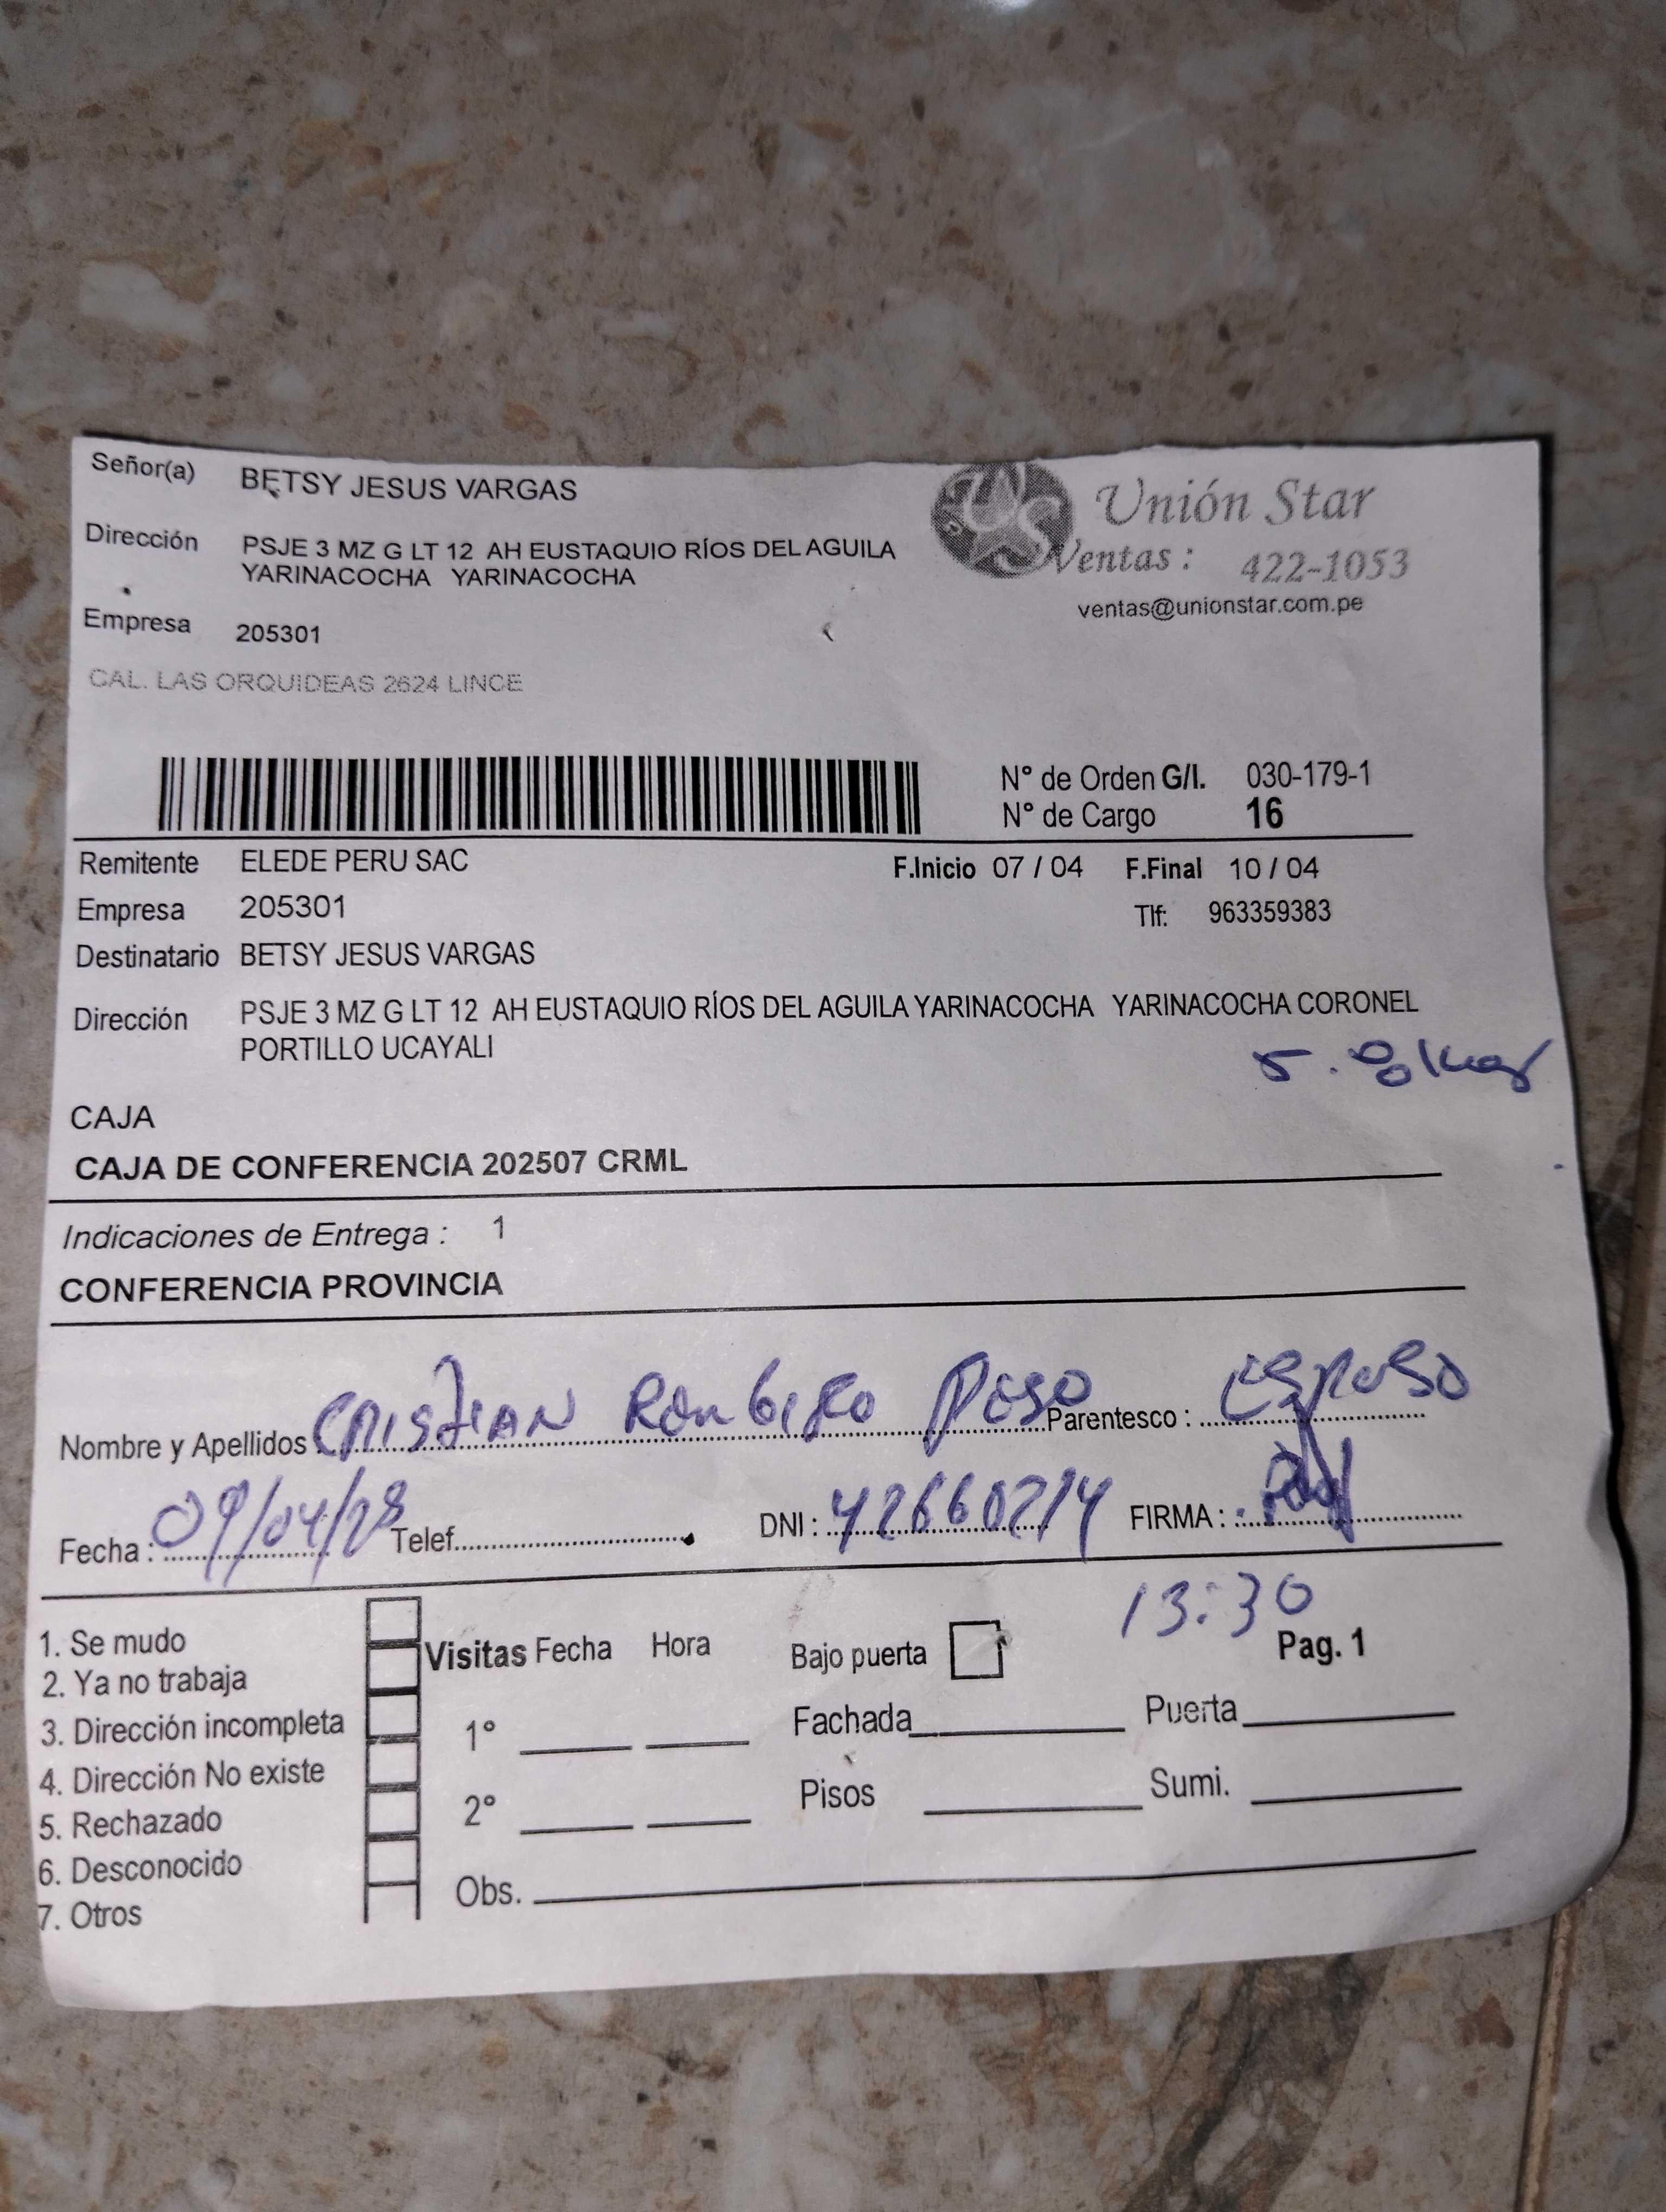 Señor(a) BETSY JESUS VARGAS
Unión Star
Dirección PSJE 3 MZ G LT 12 AH EUSTAQUIO RÍOS DEL AGUILA
YARINACOCHA YARINACOCHA
Ventas : 422-1053
ventas@unionstar.com.pe
Empresa 205301
CAL. LAS ORQUIDEAS 2624 LINCE
N° de Orden G/I. 030-179-1
N° de Cargo 16
Remitente ELEDE PERU SAC F.Inicio 07 / 04 F.Final 10 / 04
Empresa 205301 Tlf: 963359383
Destinatario BETSY JESUS VARGAS
Dirección PSJE 3 MZ G LT 12 AH EUSTAQUIO RÍOS DEL AGUILA YARINACOCHA YARINACOCHA CORONEL
PORTILLO UCAYALI
CAJA
CAJA DE CONFERENCIA 202507 CRML
Indicaciones de Entrega : 1
CONFERENCIA PROVINCIA
Nombre y Apellidos CRISTIAN Parentesco : esposo
Fecha : 09/04/ Telef. DNI : 42660214 FIRMA :
13:30
1. Se mudo
2. Ya no trabaja
3. Dirección incompleta
4. Dirección No existe
5. Rechazado
6. Desconocido
7. Otros
Visitas Fecha Hora Bajo puerta Pag. 1
1° Fachada Puerta
2° Pisos Sumi.
Obs.